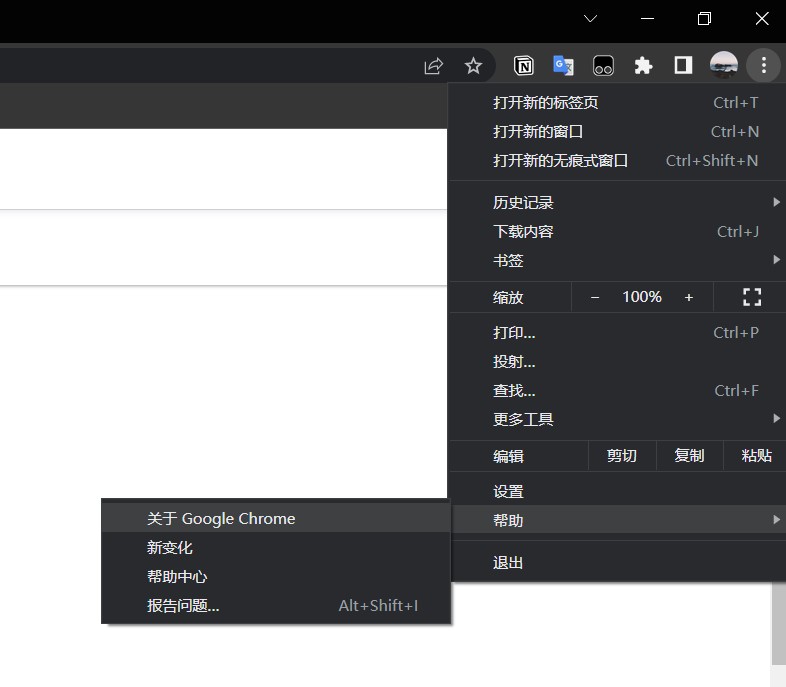 打开新的标签页 Ctrl+T
打开新的窗口 Ctrl+N
打开新的无痕式窗口 Ctrl+Shift+N
历史记录
下载内容 Ctrl+J
书签
缩放 − 100% +
打印... Ctrl+P
投射...
查找... Ctrl+F
更多工具
编辑 剪切 复制 粘贴
设置
帮助
退出
关于 Google Chrome
新变化
帮助中心
报告问题... Alt+Shift+I